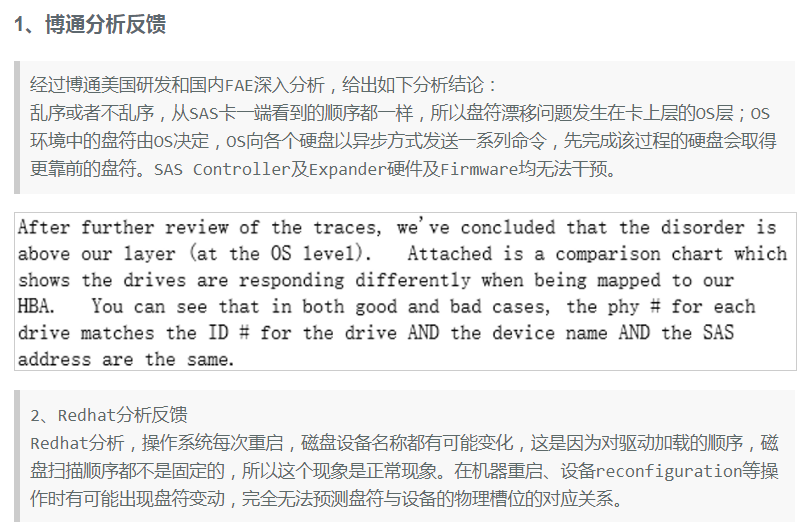 1、博通分析反馈
经过博通美国研发和国内FAE深入分析，给出如下分析结论：
乱序或者不乱序，从SAS卡一端看到的顺序都一样，所以盘符漂移问题发生在卡上层的OS层；OS
环境中的盘符由OS决定，OS向各个硬盘以异步方式发送一系列命令，先完成该过程的硬盘会取得
更靠前的盘符。SAS Controller及Expander硬件及Firmware均无法干预。
After further review of the traces, we've concluded that the disorder is
above our layer (at the OS level).   Attached is a comparison chart which
shows the drives are responding differently when being mapped to our
HBA.   You can see that in both good and bad cases, the phy # for each
drive matches the ID # for the drive AND the device name AND the SAS
address are the same.
2、Redhat分析反馈
Redhat分析，操作系统每次重启，磁盘设备名称都有可能变化，这是因为对驱动加载的顺序，磁
盘扫描顺序都不是固定的，所以这个现象是正常现象。在机器重启、设备reconfiguration等操
作时有可能出现盘符变动，完全无法预测盘符与设备的物理槽位的对应关系。